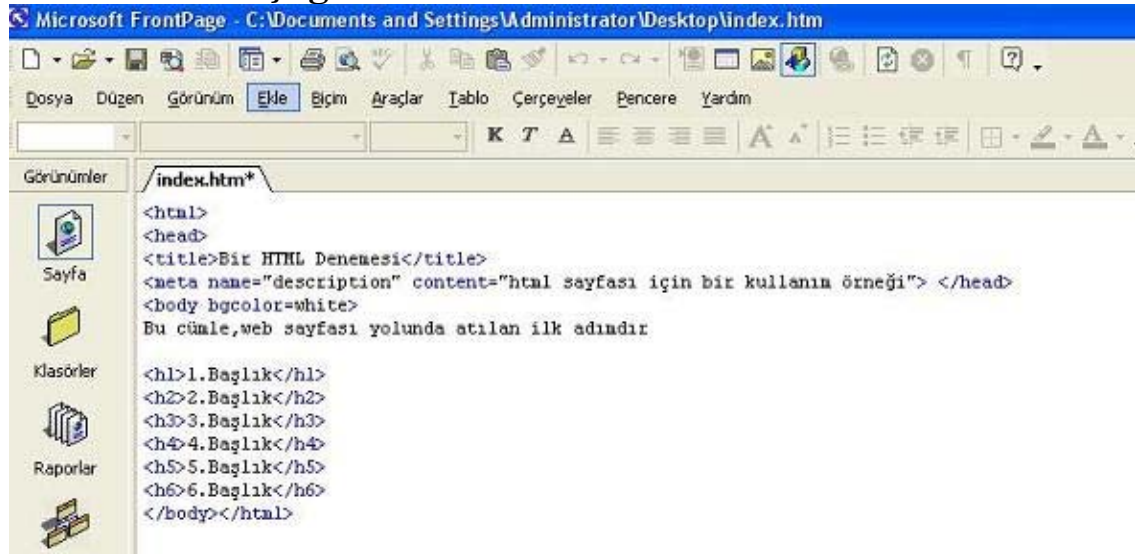 Microsoft FrontPage - C:\Documents and Settings\Administrator\Desktop\index.htm
Dosya Düzen Görünüm Ekle Biçim Araçlar Tablo Çerçeveler Pencere Yardım
K T A
Görünümler
index.htm*
<html>
<head>
<title>Bir HTML Denemesi</title>
Sayfa
<meta name="description" content="html sayfası için bir kullanım örneği"> </head>
<body bgcolor=white>
Bu cümle,web sayfası yolunda atılan ilk adımdır
Klasörler
<h1>1.Başlık</h1>
<h2>2.Başlık</h2>
<h3>3.Başlık</h3>
<h4>4.Başlık</h4>
Raporlar
<h5>5.Başlık</h5>
<h6>6.Başlık</h6>
</body></html>